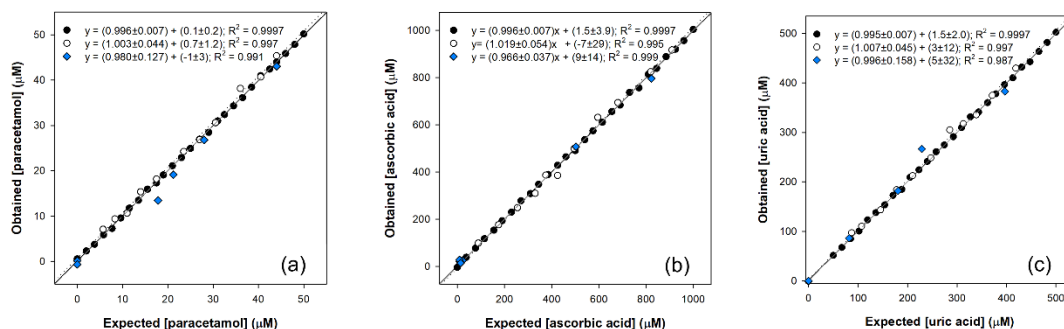 y = (0.996±0.007) + (0.1±0.2); R² = 0.9997
y = (1.003±0.044) + (0.7±1.2); R² = 0.997
y = (0.980±0.127) + (-1±3); R² = 0.991
50
40
30
20
10
0
Obtained [paracetamol] (μM)
(a)
0 10 20 30 40 50
Expected [paracetamol] (μM)
y = (0.996±0.007)x + (1.5±3.9); R² = 0.9997
y = (1.019±0.054)x + (-7±29); R² = 0.995
y = (0.966±0.037)x + (9±14); R² = 0.999
1000
800
600
400
200
0
Obtained [ascorbic acid] (μM)
(b)
0 200 400 600 800 1000
Expected [ascorbic acid] (μM)
y = (0.995±0.007) + (1.5±2.0); R² = 0.9997
y = (1.007±0.045) + (3±12); R² = 0.997
y = (0.996±0.158) + (5±32); R² = 0.987
500
400
300
200
100
0
Obtained [uric acid] (μM)
(c)
0 100 200 300 400 500
Expected [uric acid] (μM)